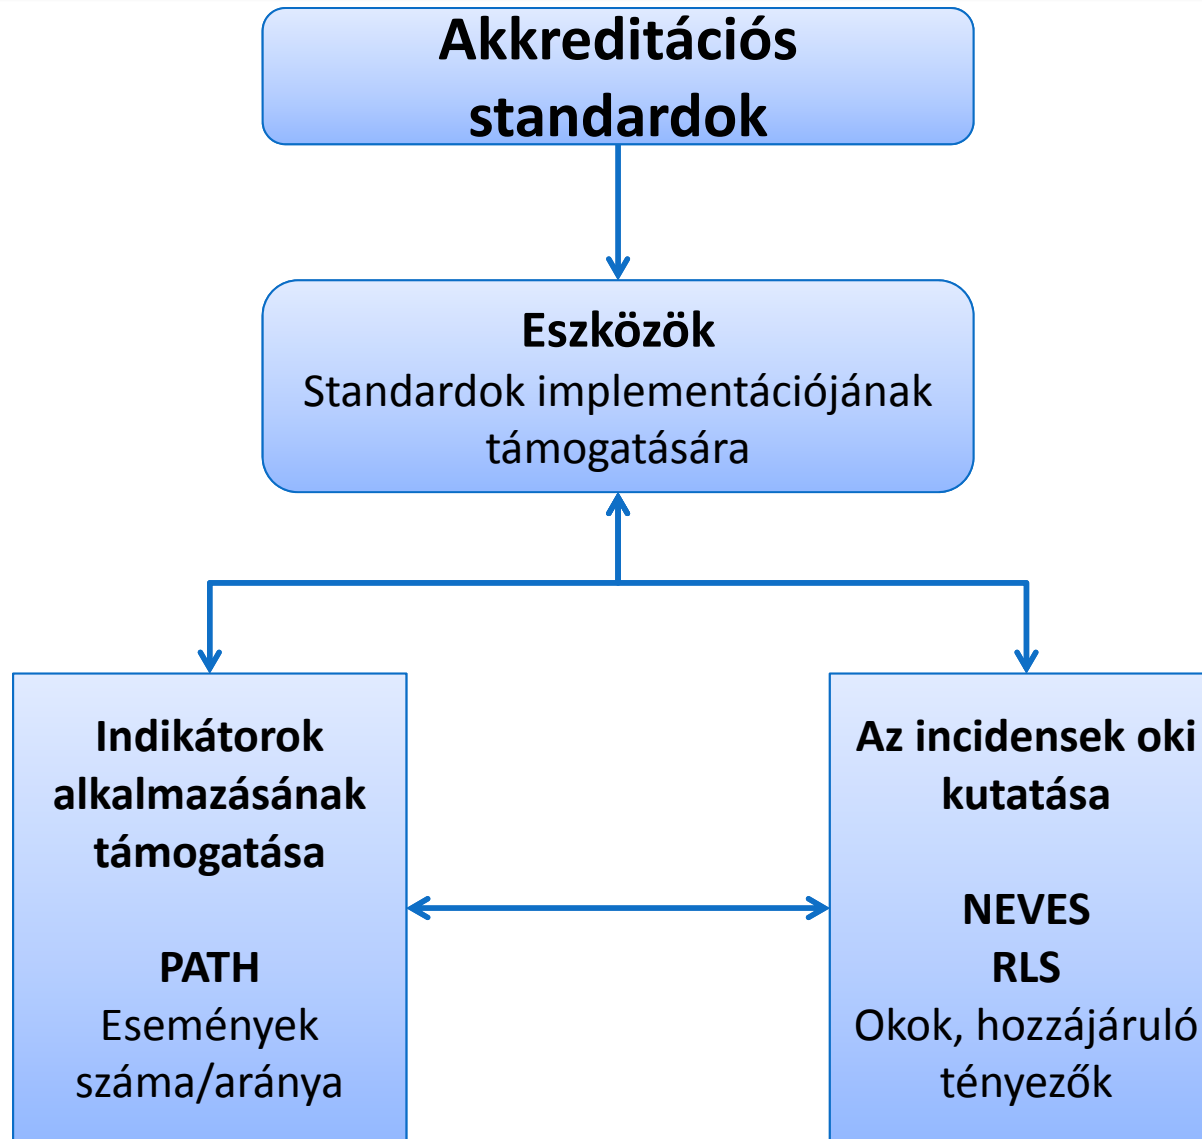 Akkreditációs
standardok
Eszközök
Standardok implementációjának
támogatására
Indikátorok
alkalmazásának
támogatása
PATH
Események
száma/aránya
Az incidensek oki
kutatása
NEVES
RLS
Okok, hozzájáruló
tényezők